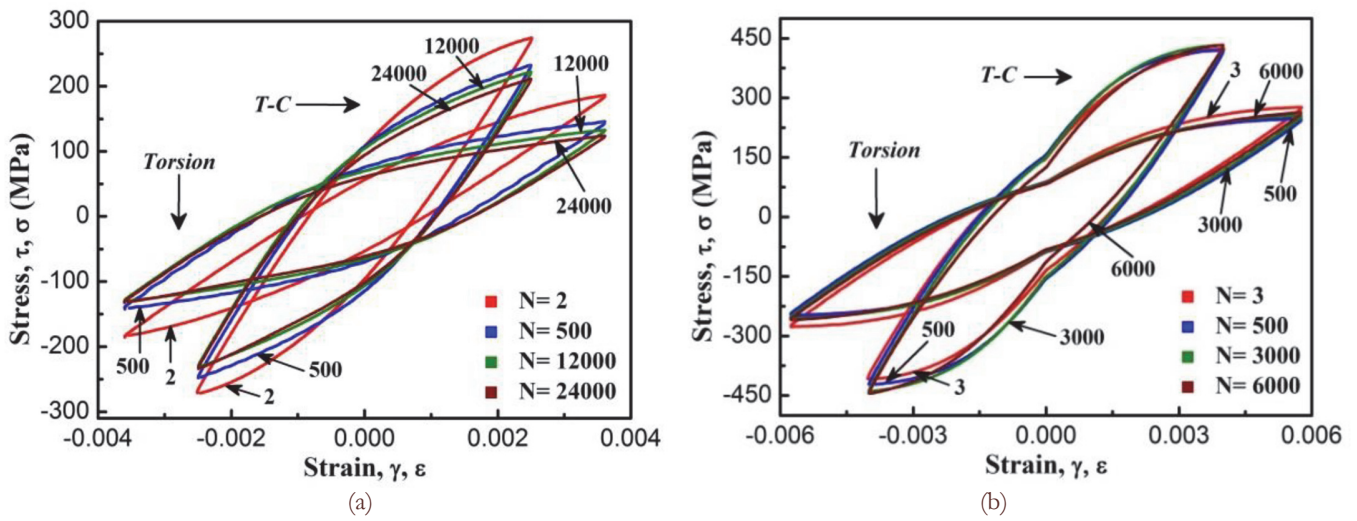 300
200
100
0
-100
-200
-300
-0.004 -0.002 0.000 0.002 0.004
Stress, τ, σ (MPa)
Strain, γ, ε
T-C
Torsion
12000
24000
12000
24000
500
2
500
2
N= 2
N= 500
N= 12000
N= 24000
(a)
450
300
150
0
-150
-300
-450
-0.006 -0.003 0.000 0.003 0.006
Stress, τ, σ (MPa)
Strain, γ, ε
T-C
Torsion
3
6000
500
3000
6000
3000
500
3
N= 3
N= 500
N= 3000
N= 6000
(b)